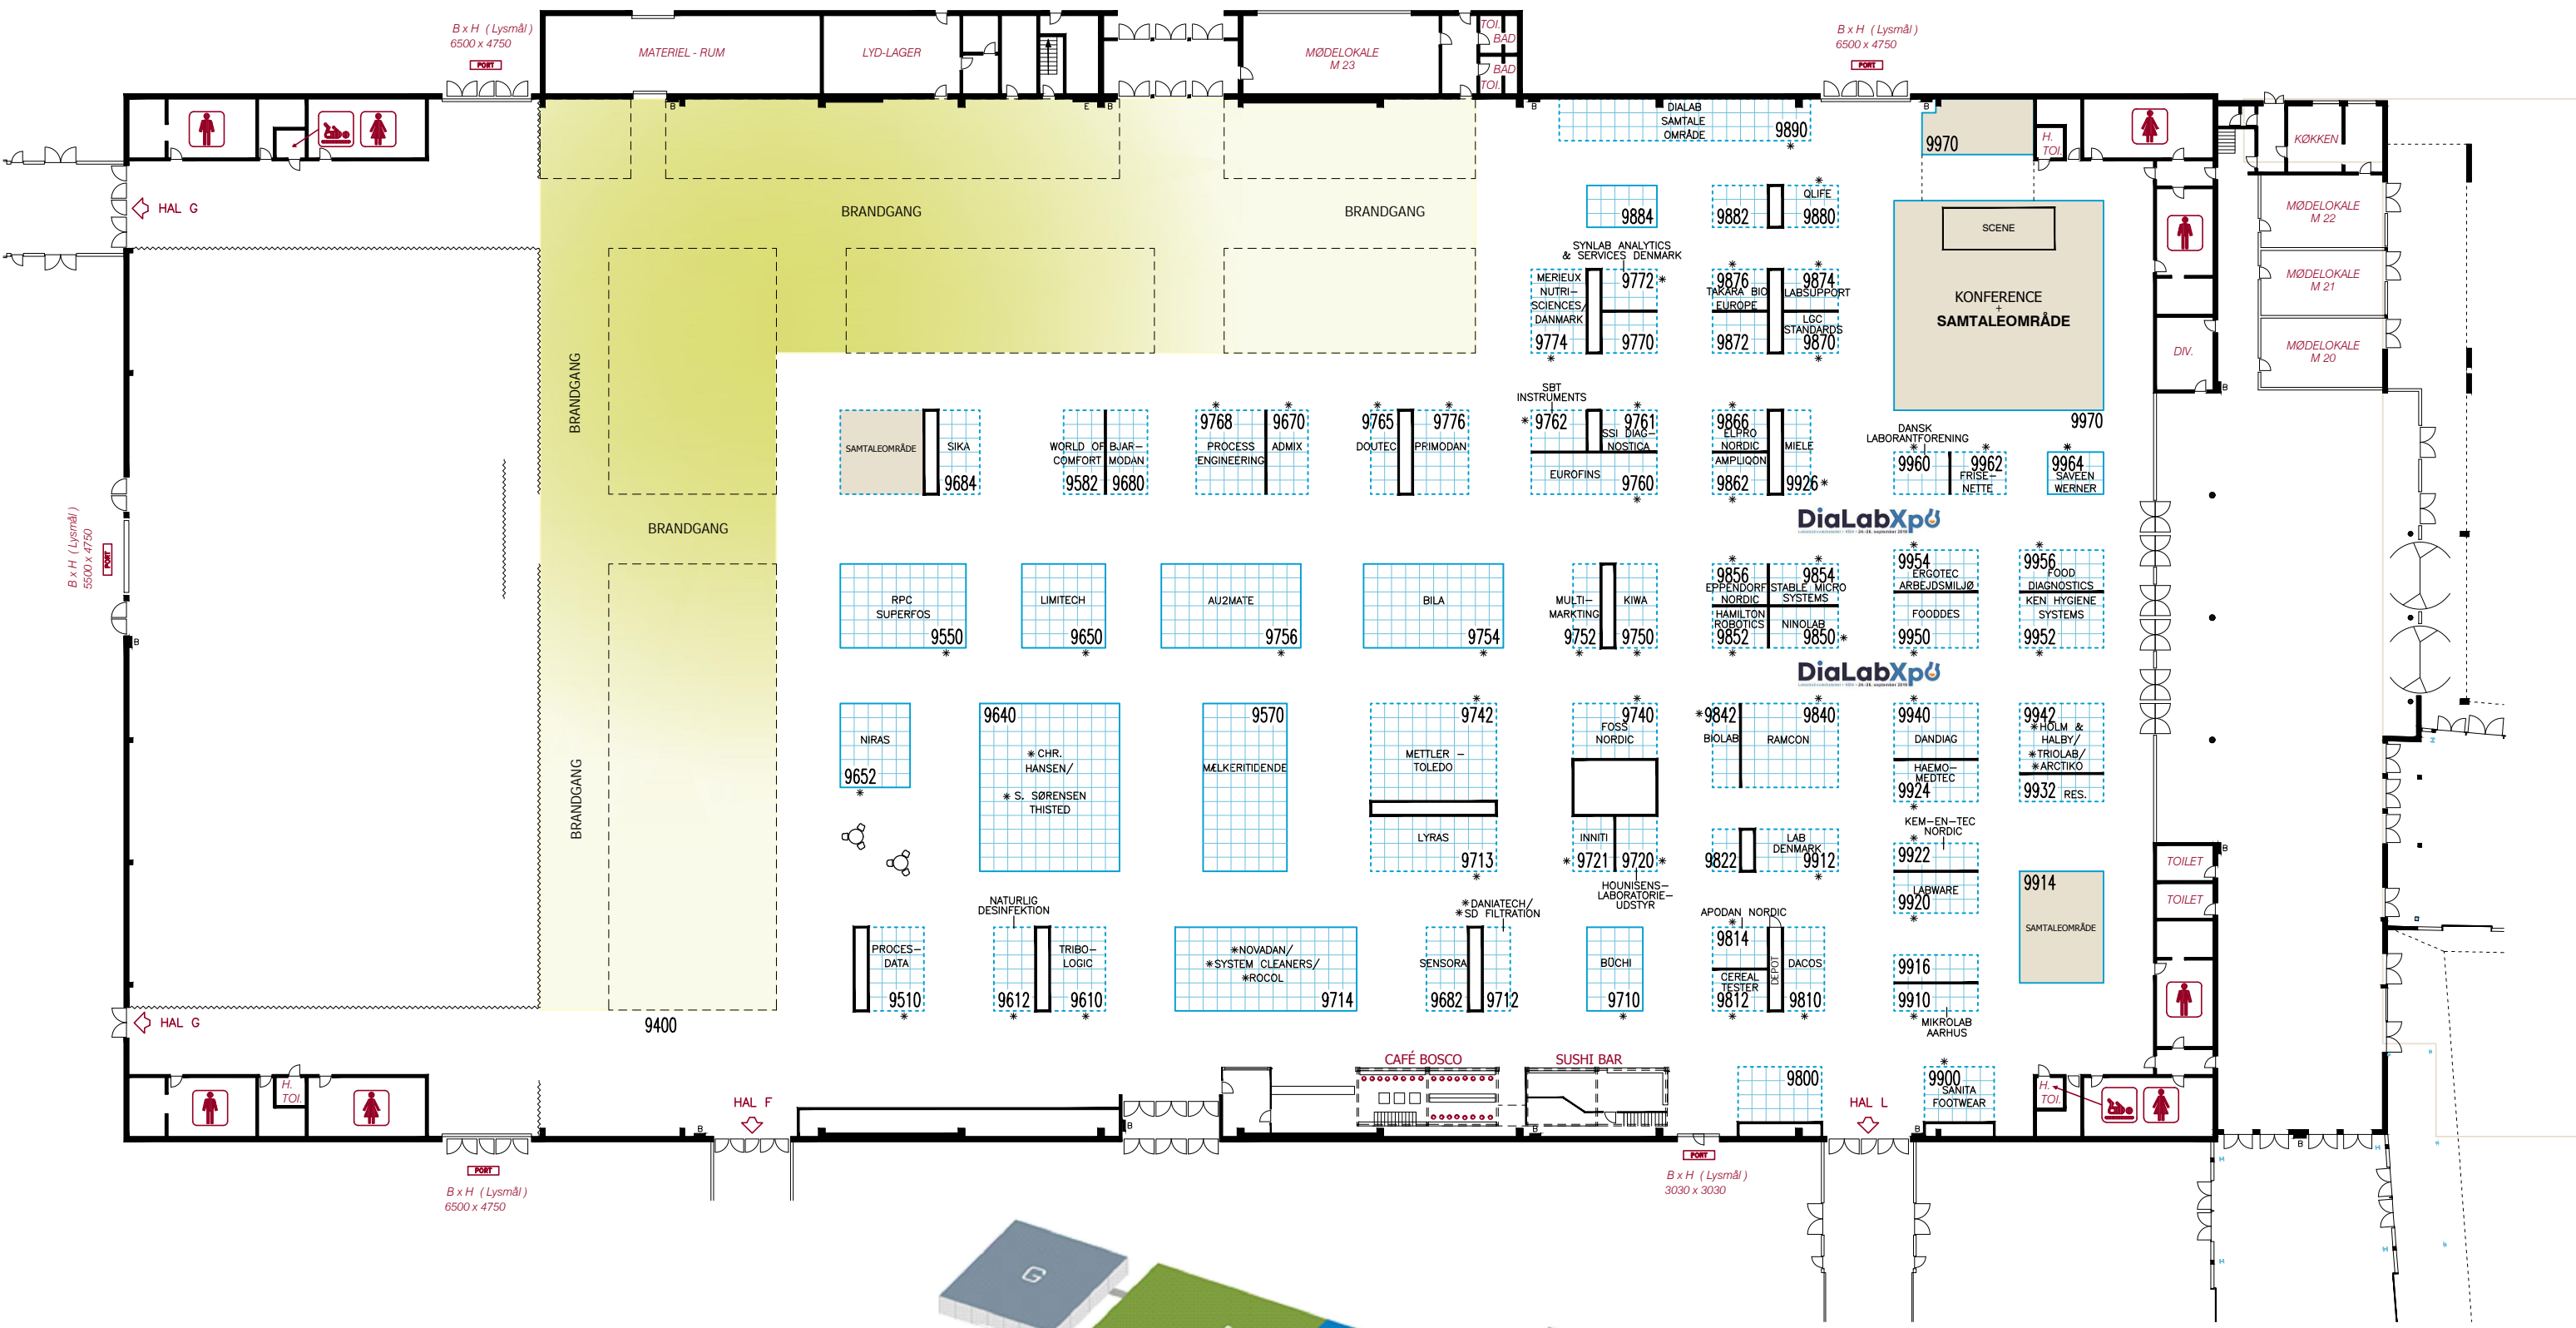 B x H ( Lysmål )
6500 x 4750
PORT
MATERIEL - RUM
LYD-LAGER
MØDELOKALE
M 23
TOI.
BAD
BAD
TOI.
B x H ( Lysmål )
6500 x 4750
PORT
B
E
B
B
B
DIALAB
SAMTALE
OMRÅDE
9890
*
9970
H.
TOI.
KØKKEN
HAL G
BRANDGANG
BRANDGANG
9884
9882
*
QLIFE
9880
SCENE
KONFERENCE
+
SAMTALEOMRÅDE
9970
MØDELOKALE
M 22
MØDELOKALE
M 21
MØDELOKALE
M 20
DIV.
B
SYNLAB ANALYTICS
& SERVICES DENMARK
MERIEUX
NUTRI-
SCIENCES/
DANMARK
9774
*
9772 *
9770
*
9876
TAKARA BIO
EUROPE
9872
*
9874
LABSUPPORT
LGC
STANDARDS
9870
*
BRANDGANG
SAMTALEOMRÅDE
SIKA
9684
WORLD OF
COMFORT
9582
BJAR-
MODAN
9680
*
9768
PROCESS
ENGINEERING
*
9670
ADMIX
*
9765
DOUTEC
*
9776
PRIMODAN
SBT
INSTRUMENTS
* 9762
*
9761
SSI DIAG-
NOSTICA
EUROFINS
9760
*
9866
ELPRO
NORDIC
AMPLIQON
9862
*
MIELE
9926 *
DANSK
LABORANTFORENING
*
9960
*
9962
FRISE-
NETTE
*
9964
SAVEEN
WERNER
BRANDGANG
B x H ( Lysmål )
5500 x 4750
PORT
B
DiaLabXpo
RPC
SUPERFOS
9550
*
LIMITECH
9650
*
AU2MATE
9756
*
BILA
9754
*
MULTI-
MARKTING
9752
*
KIWA
9750
*
*
9856
EPPENDORF
NORDIC
*
9854
STABLE MICRO
SYSTEMS
HAMILTON
ROBOTICS
9852
*
NINOLAB
9850 *
*
9954
ERGOTEC
ARBEJDSMILJØ
FOODDES
9950
*
*
9956
FOOD
DIAGNOSTICS
KEN HYGIENE
SYSTEMS
9952
*
DiaLabXpo
BRANDGANG
NIRAS
9652
*
9640
* CHR.
HANSEN/
* S. SØRENSEN
THISTED
9570
MÆLKERITIDENDE
*
9742
METTLER -
TOLEDO
LYRAS
9713
*
*
9740
FOSS
NORDIC
INNITI
* 9721
9720 *
HOUNISENS-
LABORATORIE-
UDSTYR
*9842
BIOLAB
*
9840
RAMCON
9822
LAB
DENMARK
9912
*
*
9940
DANDIAG
HAEMO-
MEDTEC
9924
*
9942
*HOLM &
HALBY/
*TRIOLAB/
*ARCTIKO
9932 RES.
KEM-EN-TEC
NORDIC
*
9922
LABWARE
9920
*
9914
SAMTALEOMRÅDE
B
TOILET
TOILET
PROCES-
DATA
9510
*
NATURLIG
DESINFEKTION
9612
*
TRIBO-
LOGIC
9610
*
*NOVADAN/
*SYSTEM CLEANERS/
*ROCOL
9714
*DANIATECH/
*SD FILTRATION
SENSORA
9682
9712
BÜCHI
9710
*
APODAN NORDIC
*
9814
CEREAL
TESTER
9812
*
DEPOT
DACOS
9810
*
9916
9910
*
MIKROLAB
AARHUS
HAL G
9400
H.
TOI.
HAL F
B
B
CAFÉ BOSCO
SUSHI BAR
B
9800
HAL L
*
9900
SANITA
FOOTWEAR
B
H.
TOI.
B
PORT
B x H ( Lysmål )
6500 x 4750
PORT
B x H ( Lysmål )
3030 x 3030
G